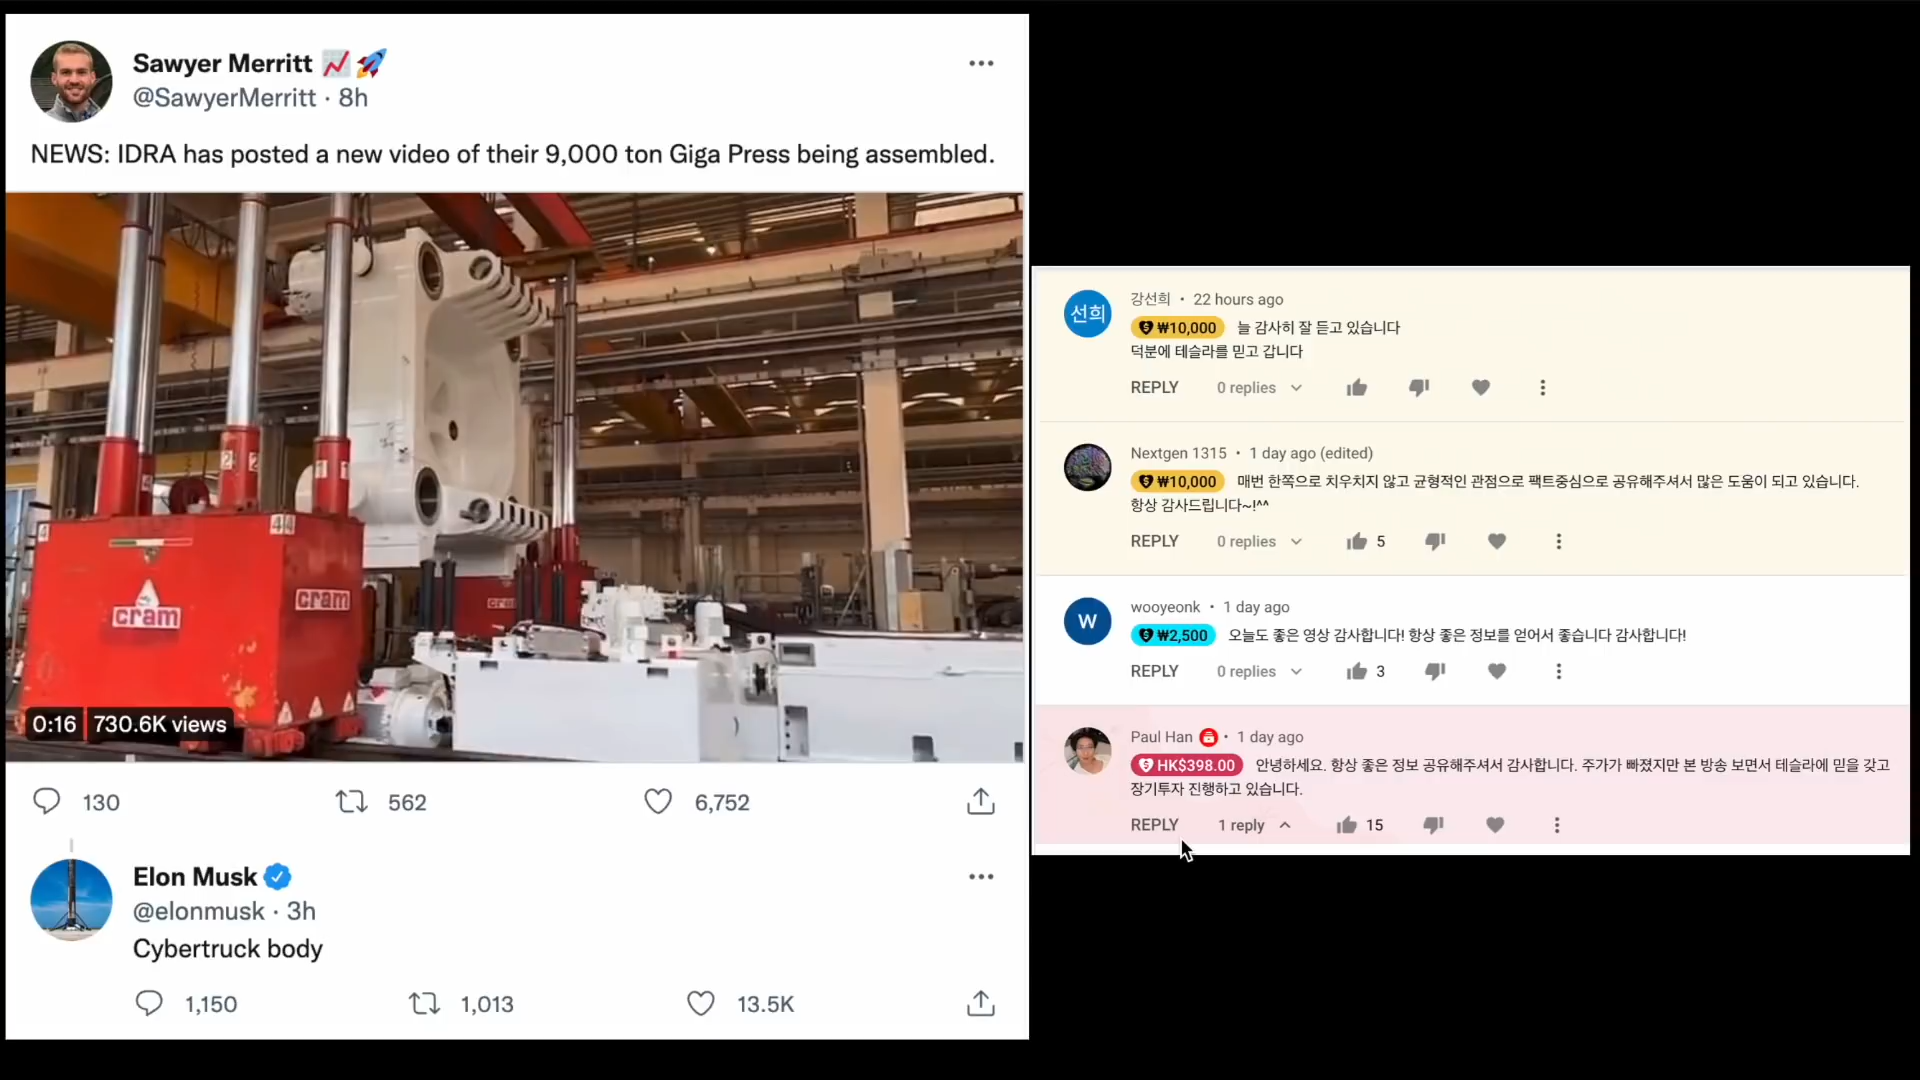 Sawyer Merritt 📈🚀
@SawyerMerritt · 8h
NEWS: IDRA has posted a new video of their 9,000 ton Giga Press being assembled.
4
2 2
1 1
4
44
cram
cram
0:16 730.6K views
130 562 6,752
Elon Musk
@elonmusk · 3h
Cybertruck body
1,150 1,013 13.5K
선희
강선희 • 22 hours ago
₩10,000 늘 감사히 잘 듣고 있습니다
덕분에 테슬라를 믿고 갑니다
REPLY 0 replies
Nextgen 1315 • 1 day ago (edited)
₩10,000 매번 한쪽으로 치우치지 않고 균형적인 관점으로 팩트중심으로 공유해주셔서 많은 도움이 되고 있습니다.
항상 감사드립니다~!^^
REPLY 0 replies 5
W
wooyeonk • 1 day ago
₩2,500 오늘도 좋은 영상 감사합니다! 항상 좋은 정보를 얻어서 좋습니다 감사합니다!
REPLY 0 replies 3
Paul Han • 1 day ago
HK$398.00 안녕하세요. 항상 좋은 정보 공유해주셔서 감사합니다. 주가가 빠졌지만 본 방송 보면서 테슬라에 믿을 갖고
장기투자 진행하고 있습니다.
REPLY 1 reply 15